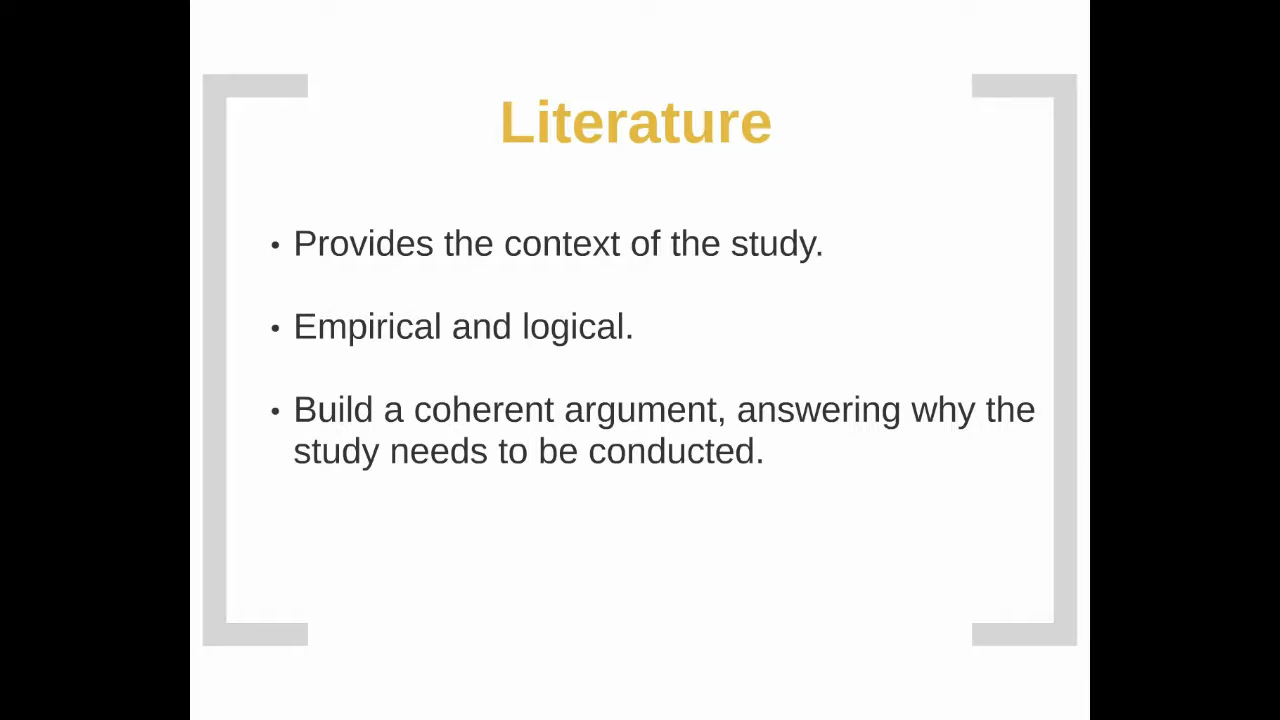 Literature
• Provides the context of the study.
• Empirical and logical.
• Build a coherent argument, answering why the
study needs to be conducted.